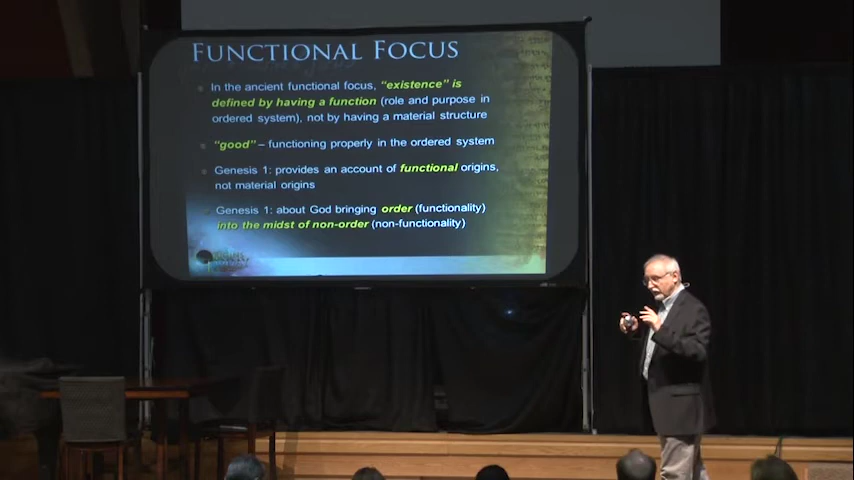 FUNCTIONAL FOCUS
In the ancient functional focus, “existence” is
defined by having a function (role and purpose in
ordered system), not by having a material structure
“good” – functioning properly in the ordered system
Genesis 1: provides an account of functional origins,
not material origins
Genesis 1: about God bringing order (functionality)
into the midst of non-order (non-functionality)